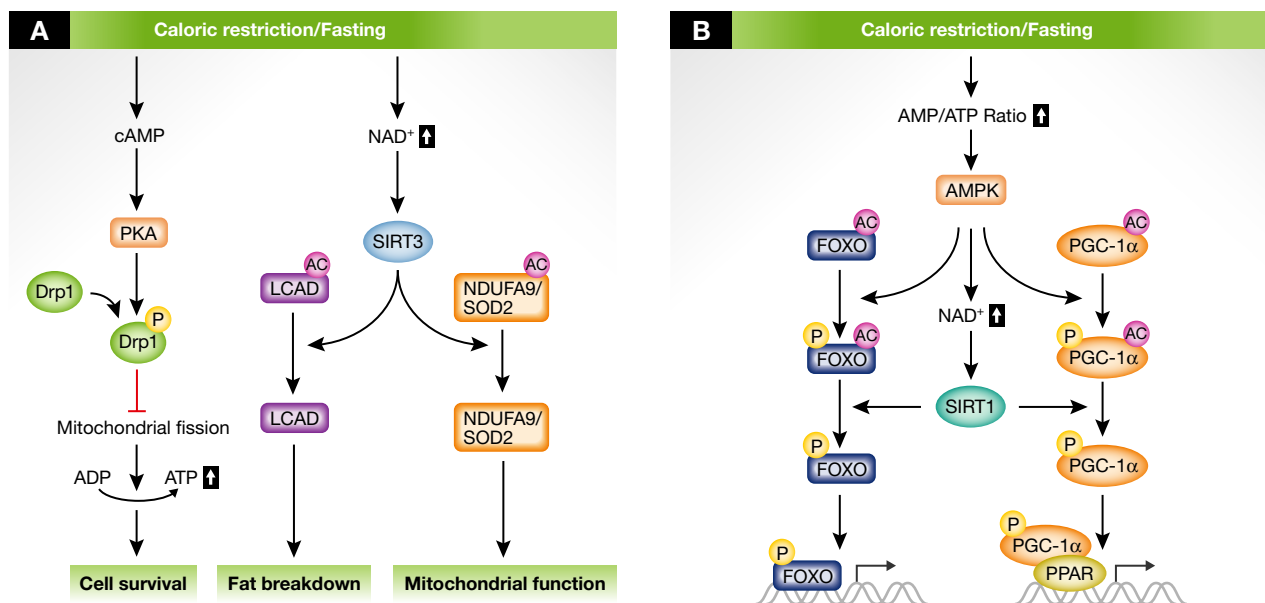 A
Caloric restriction/Fasting
cAMP
NAD⁺
PKA
SIRT3
Drp1
P
Drp1
AC
LCAD
AC
NDUFA9/
SOD2
Mitochondrial fission
LCAD
NDUFA9/
SOD2
ADP
ATP
Cell survival
Fat breakdown
Mitochondrial function
B
Caloric restriction/Fasting
AMP/ATP Ratio
AMPK
AC
FOXO
AC
PGC-1α
NAD⁺
P
AC
FOXO
P
AC
PGC-1α
SIRT1
P
FOXO
P
PGC-1α
P
FOXO
P
PGC-1α
PPAR